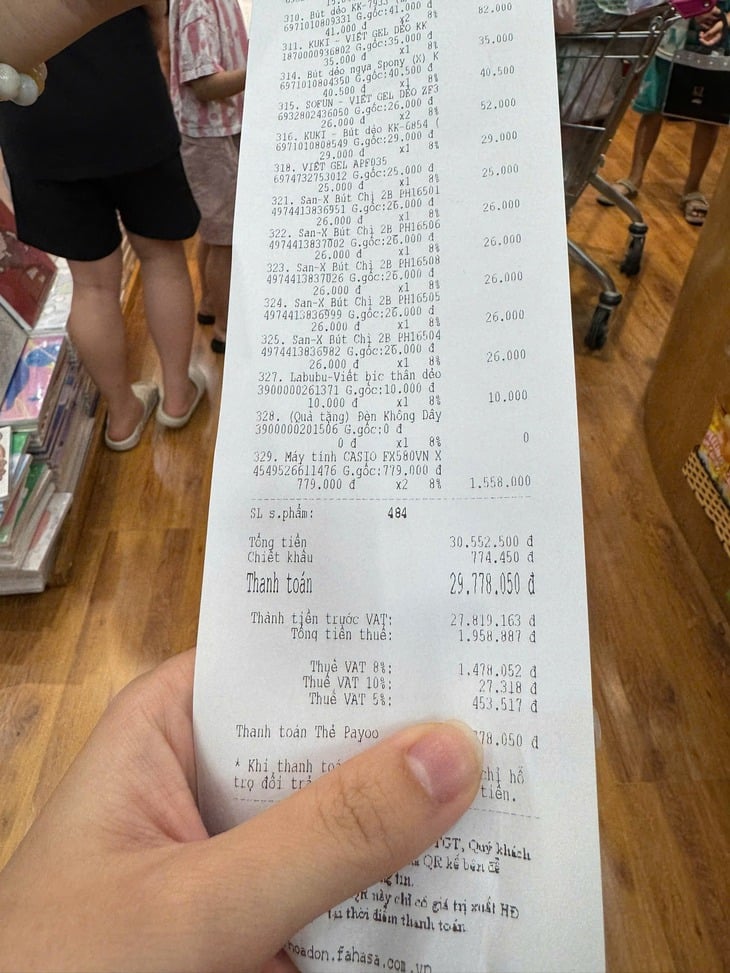 310. Bút dẻo KK-7933
6971010809331 G.gốc:41.000 đ
41.000 đ x2 8% 82.000
311. KUKI - VIẾT GEL DẺO KK
1870000936802 G.gốc:35.000 đ
35.000 đ x1 8% 35.000
314. Bút dẻo ngựa Spony (X) K
6971010804350 G.gốc:40.500 đ
40.500 đ x1 8% 40.500
315. SOFUN - VIẾT GEL DẺO ZF3
6932802436050 G.gốc:26.000 đ
26.000 đ x2 8% 52.000
316. KUKI - Bút dẻo KK-6854 (
6971010808549 G.gốc:29.000 đ
29.000 đ x1 8% 29.000
318. VIẾT GEL APF035
6974732753012 G.gốc:25.000 đ
25.000 đ x1 8% 25.000
321. San-X Bút Chì 2B PH16501
4974413836951 G.gốc:26.000 đ
26.000 đ x1 8% 26.000
322. San-X Bút Chì 2B PH16506
4974413837002 G.gốc:26.000 đ
26.000 đ x1 8% 26.000
323. San-X Bút Chì 2B PH16508
4974413837026 G.gốc:26.000 đ
26.000 đ x1 8% 26.000
324. San-X Bút Chì 2B PH16505
4974413836999 G.gốc:26.000 đ
26.000 đ x1 8% 26.000
325. San-X Bút Chì 2B PH16504
4974413836982 G.gốc:26.000 đ
26.000 đ x1 8% 26.000
327. Labubu-Viết bic thân dẻo
3900000261371 G.gốc:10.000 đ
10.000 đ x1 8% 10.000
328. (Quà tặng) Đèn Không Dây
3900000201506 G.gốc:0 đ
0 đ x1 8% 0
329. Máy tính CASIO FX580VN X
4549526611476 G.gốc:779.000 đ
779.000 đ x2 8% 1.558.000
SL s.phẩm: 484
Tổng tiền 30.552.500 đ
Chiết khấu 774.450 đ
Thanh toán 29.778.050 đ
Thành tiền trước VAT: 27.819.163 đ
Tổng tiền thuế: 1.958.887 đ
Thuế VAT 8%: 1.478.052 đ
Thuế VAT 10%: 27.318 đ
Thuế VAT 5%: 453.517 đ
Thanh toán Thẻ Payoo 78.050 đ
* Khi thanh chỉ hỗ
trợ đổi tiền.
TGT, Quý khách
QR kế bên để
tin.
QR này chỉ có giá trị xuất HĐ
tại thời điểm thanh toán
hoadon.fahasa.com.vn